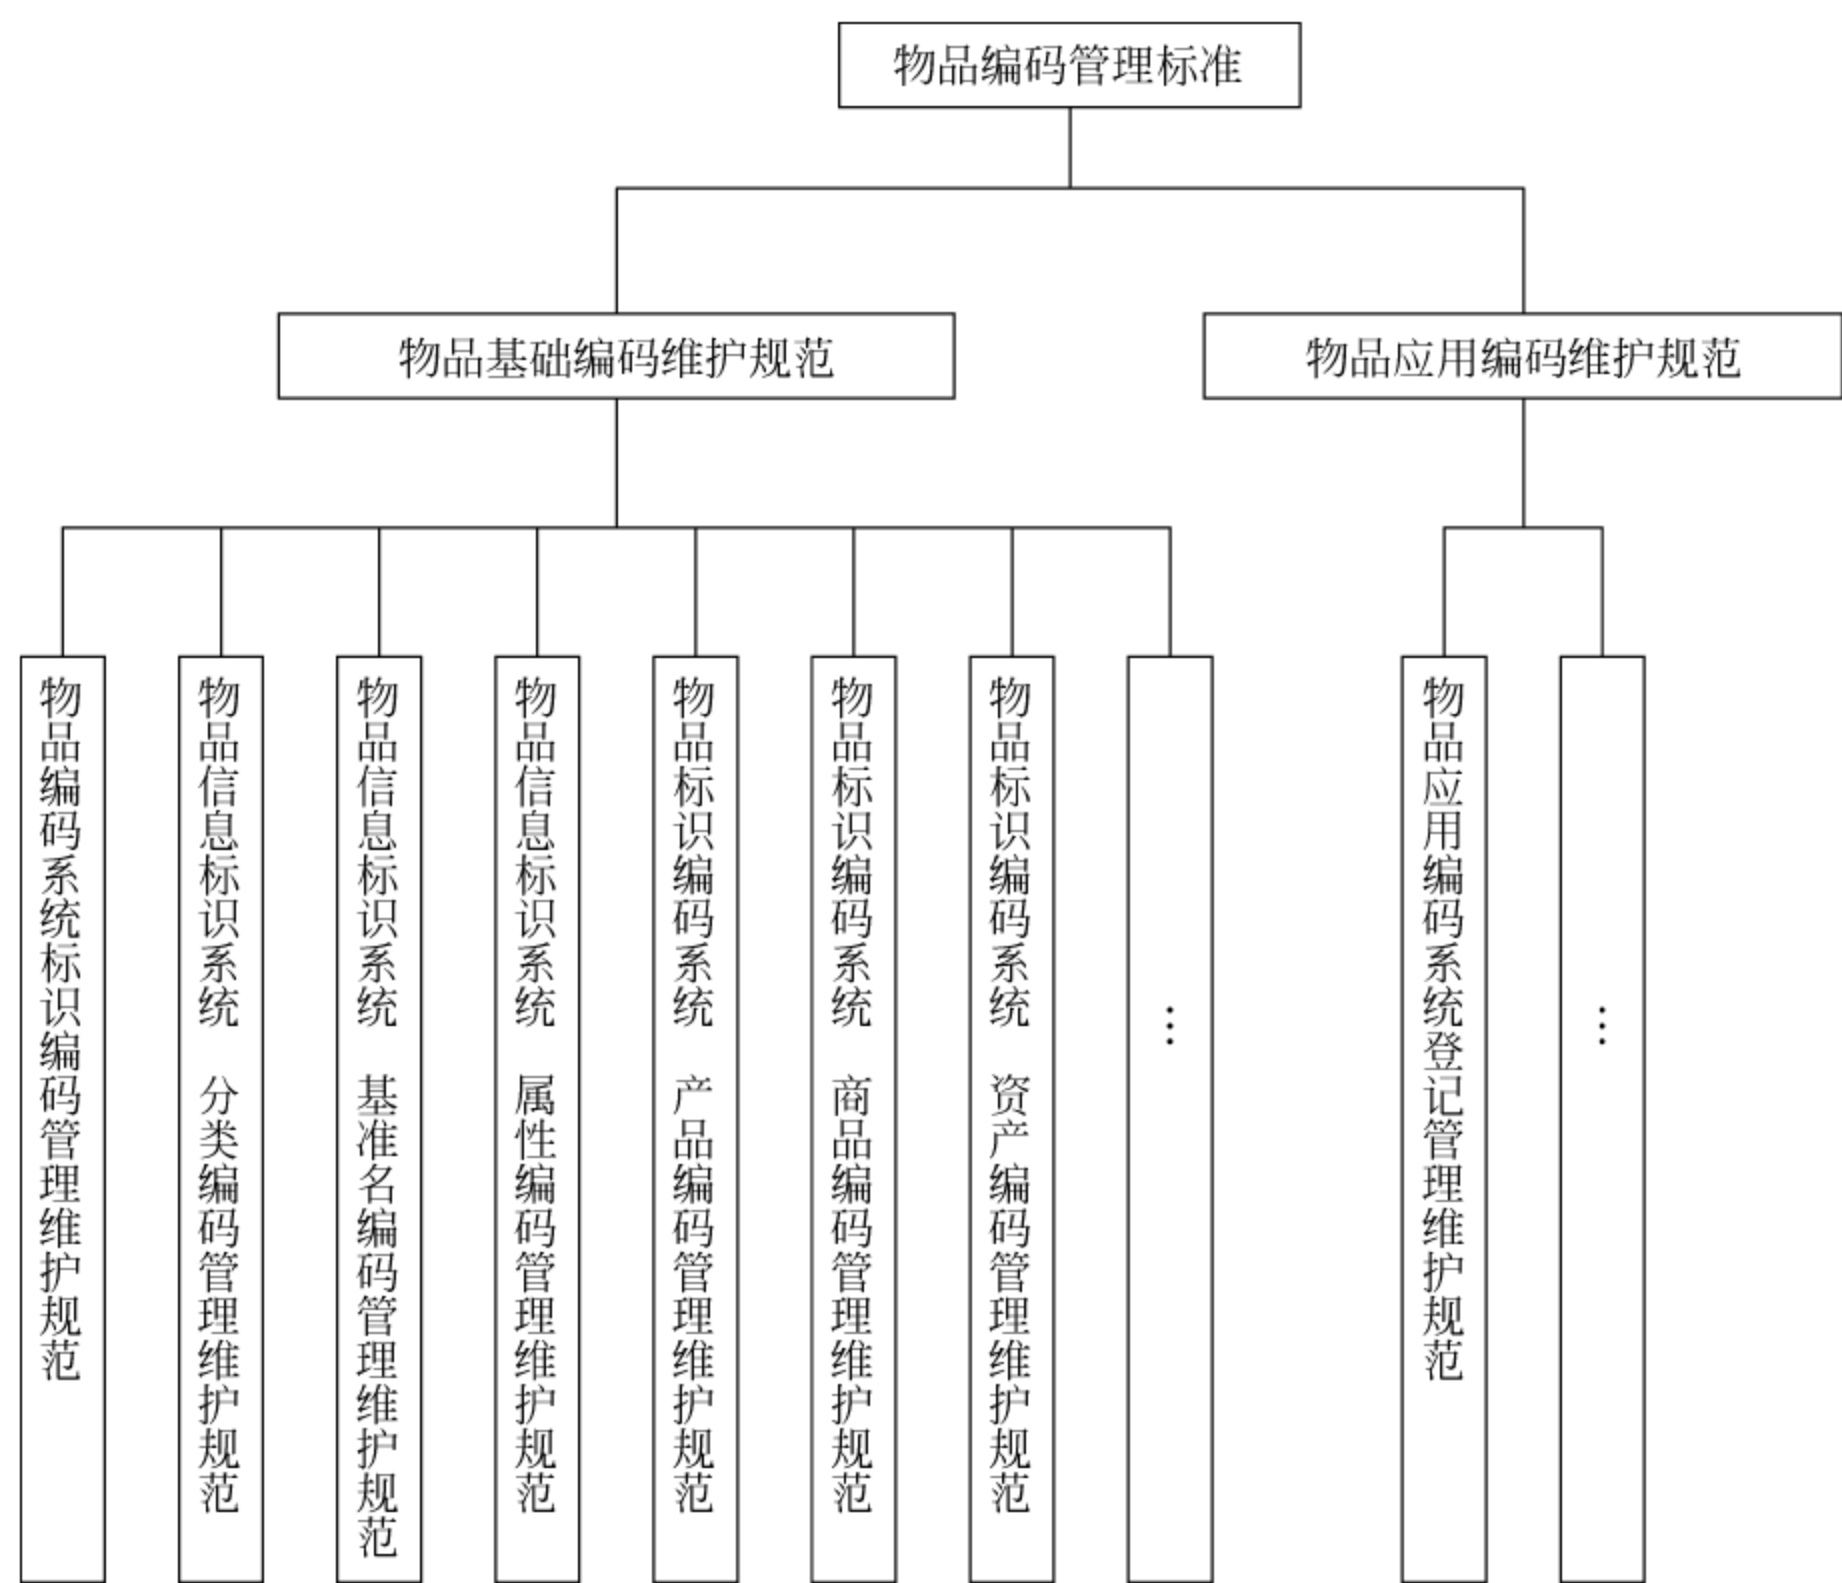 物品编码管理标准
物品基础编码维护规范
物品应用编码维护规范
物品编码系统标识编码管理维护规范
物品信息标识系统 分类编码管理维护规范
物品信息标识系统 基准名编码管理维护规范
物品信息标识系统 属性编码管理维护规范
物品标识编码系统 产品编码管理维护规范
物品标识编码系统 商品编码管理维护规范
物品标识编码系统 资产编码管理维护规范
…
物品应用编码系统登记管理维护规范
…